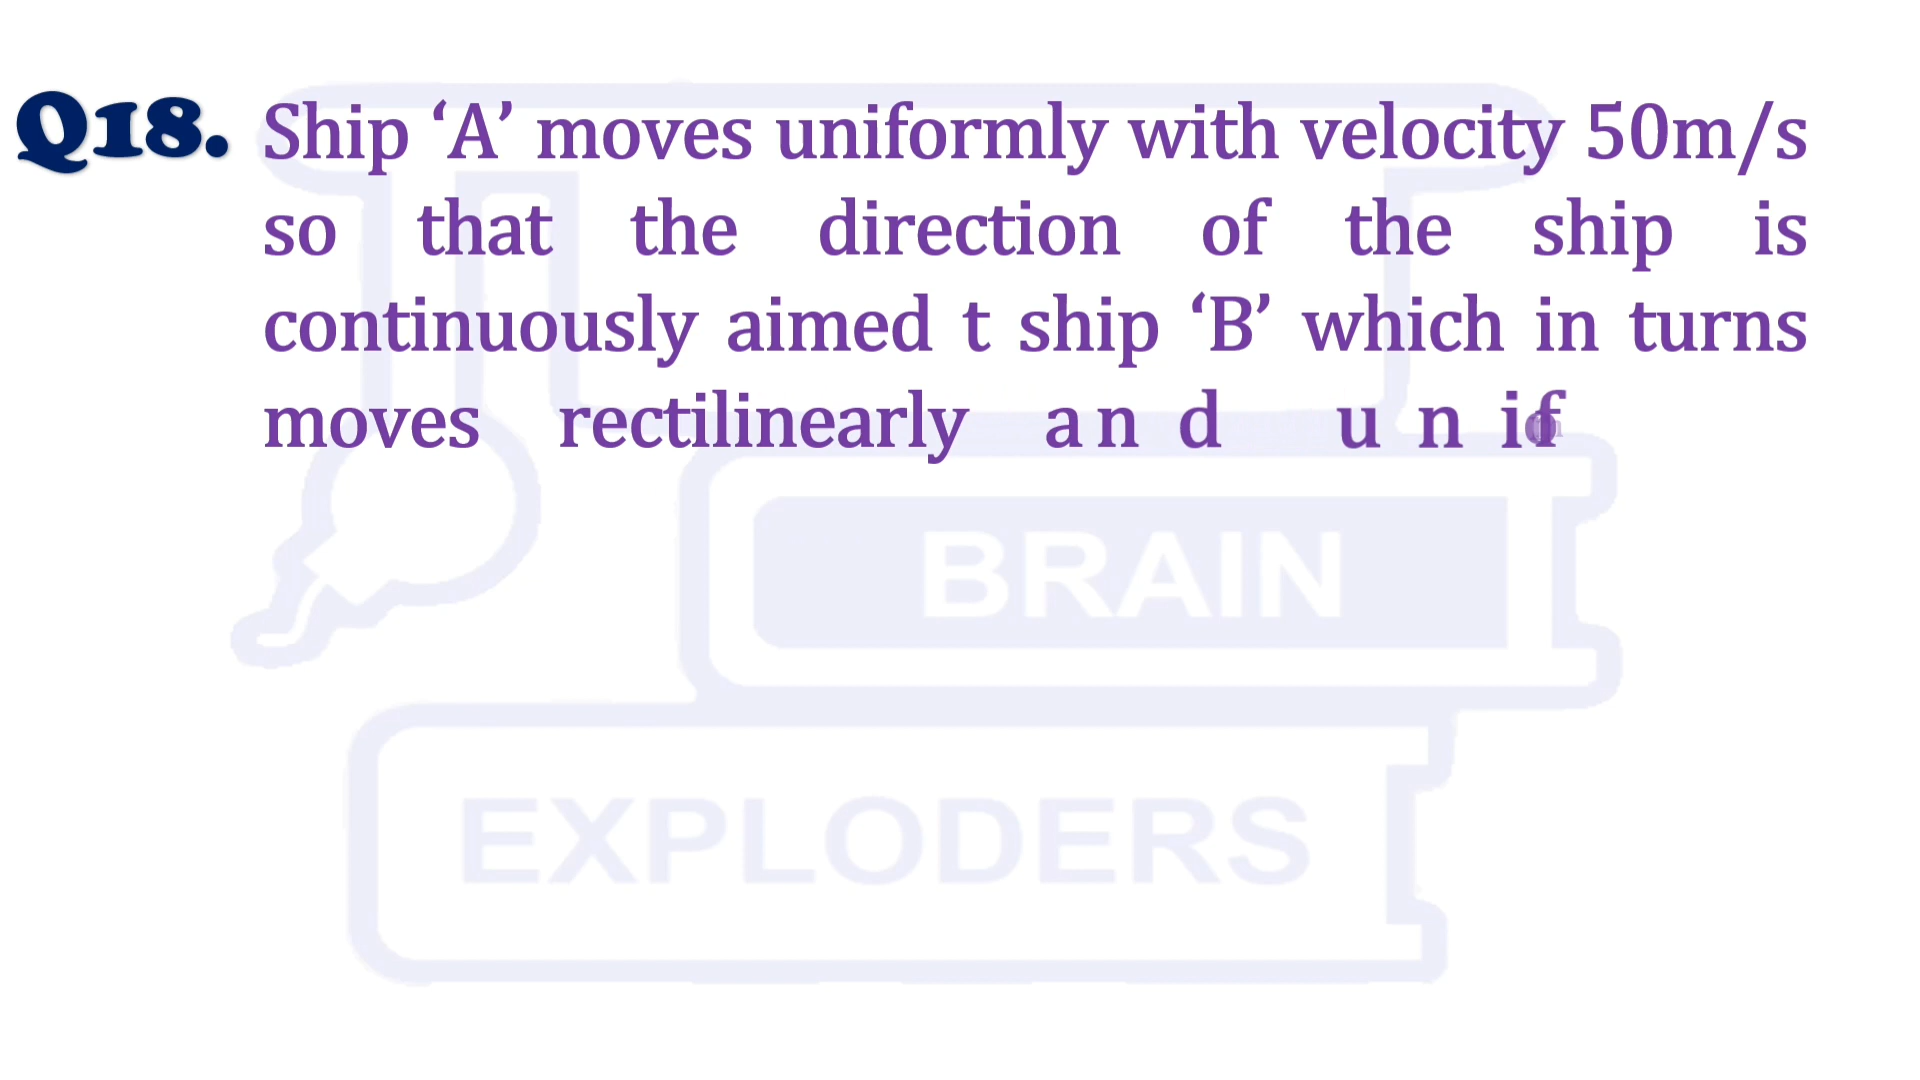 Q18. Ship ‘A’ moves uniformly with velocity 50m/s
so that the direction of the ship is
continuously aimed t ship ‘B’ which in turns
moves rectilinearly and unif
BRAIN
EXPLODERS